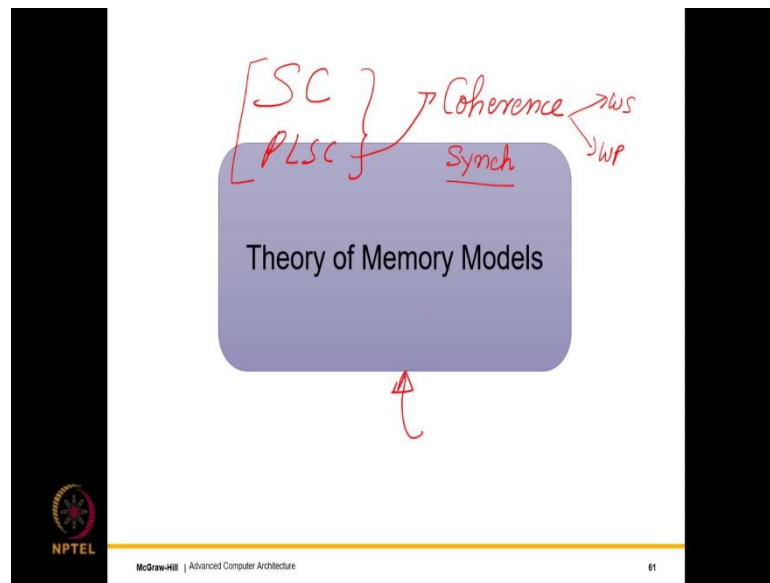 SC
PLSC
Coherence
WS
WP
Synch
Theory of Memory Models
NPTEL
McGraw-Hill | Advanced Computer Architecture
61